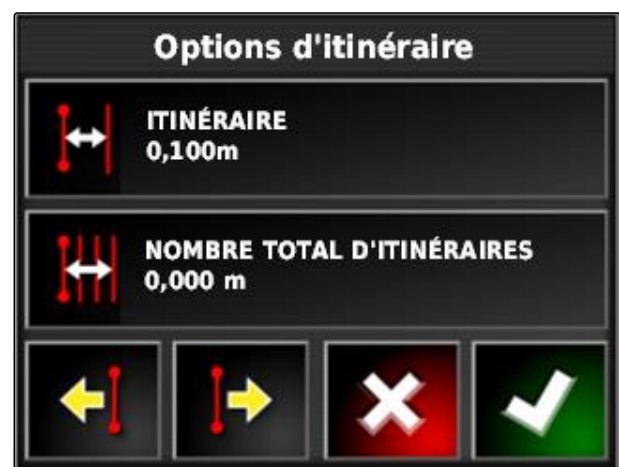 Options d'itinéraire
ITINÉRAIRE
0,100m
NOMBRE TOTAL D'ITINÉRAIRES
0,000 m